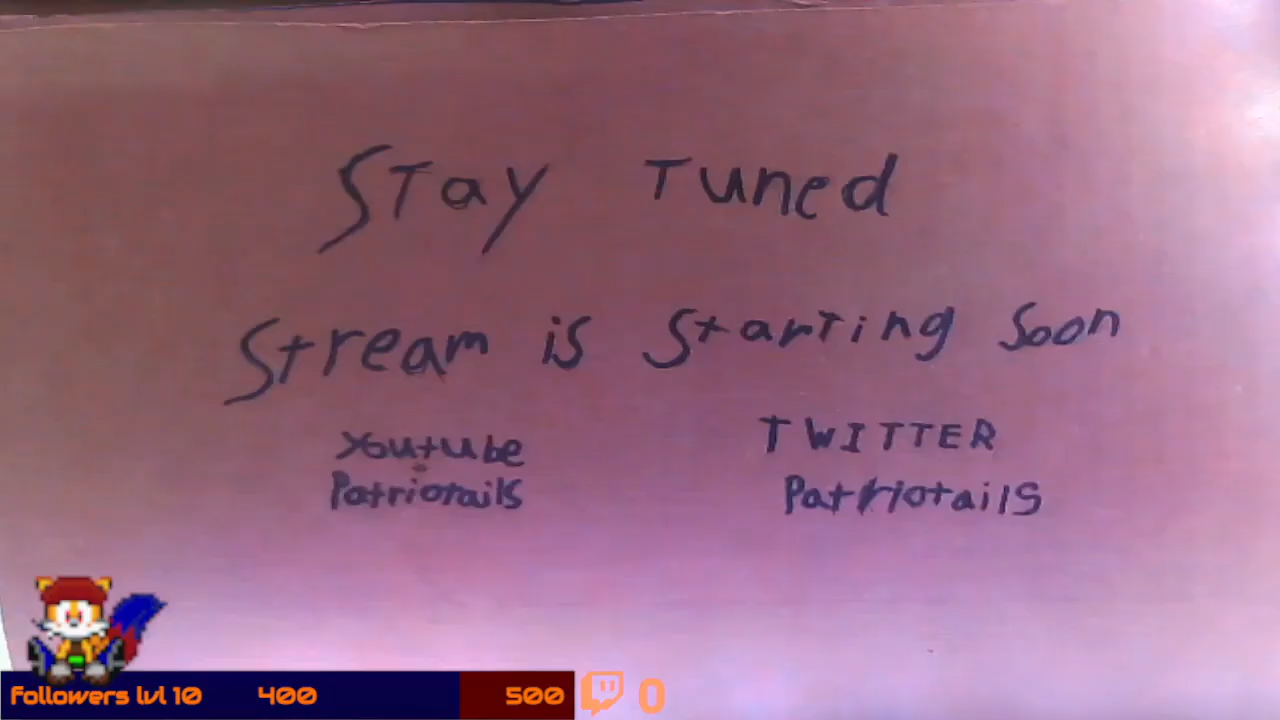 Stay Tuned
Stream is Starting Soon
Youtube
Patriotails
TWITTER
Patriotails
Followers lvl 10 400 500 0